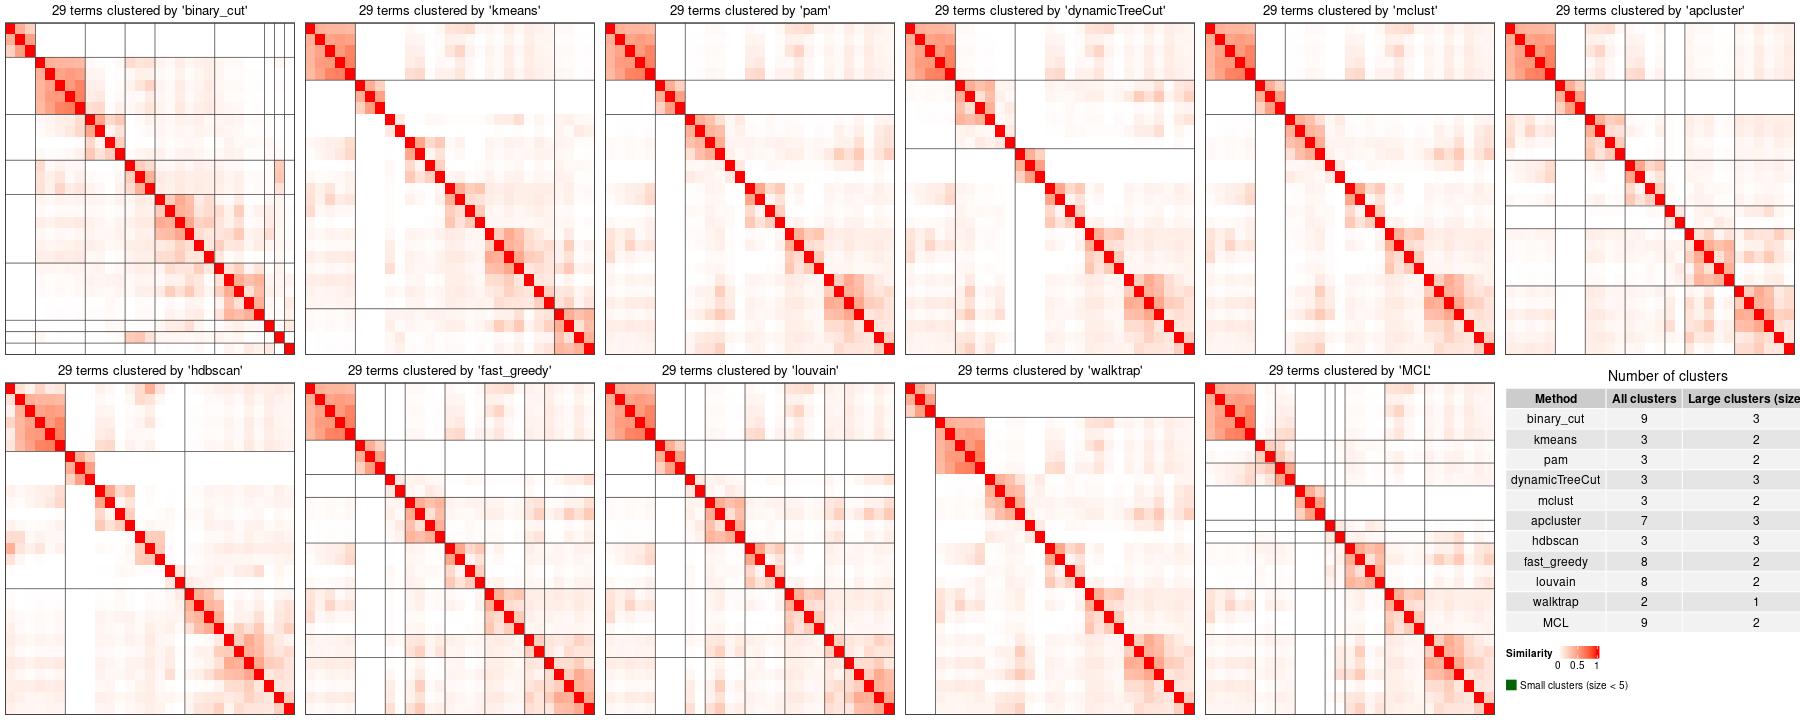 29 terms clustered by 'binary_cut'
29 terms clustered by 'kmeans'
29 terms clustered by 'pam'
29 terms clustered by 'dynamicTreeCut'
29 terms clustered by 'mclust'
29 terms clustered by 'apcluster'
29 terms clustered by 'hdbscan'
29 terms clustered by 'fast_greedy'
29 terms clustered by 'louvain'
29 terms clustered by 'walktrap'
29 terms clustered by 'MCL'
Number of clusters
Method All clusters Large clusters (size
binary_cut 9 3
kmeans 3 2
pam 3 2
dynamicTreeCut 3 3
mclust 3 2
apcluster 7 3
hdbscan 3 3
fast_greedy 8 2
louvain 8 2
walktrap 2 1
MCL 9 2
Similarity
0 0.5 1
Small clusters (size < 5)